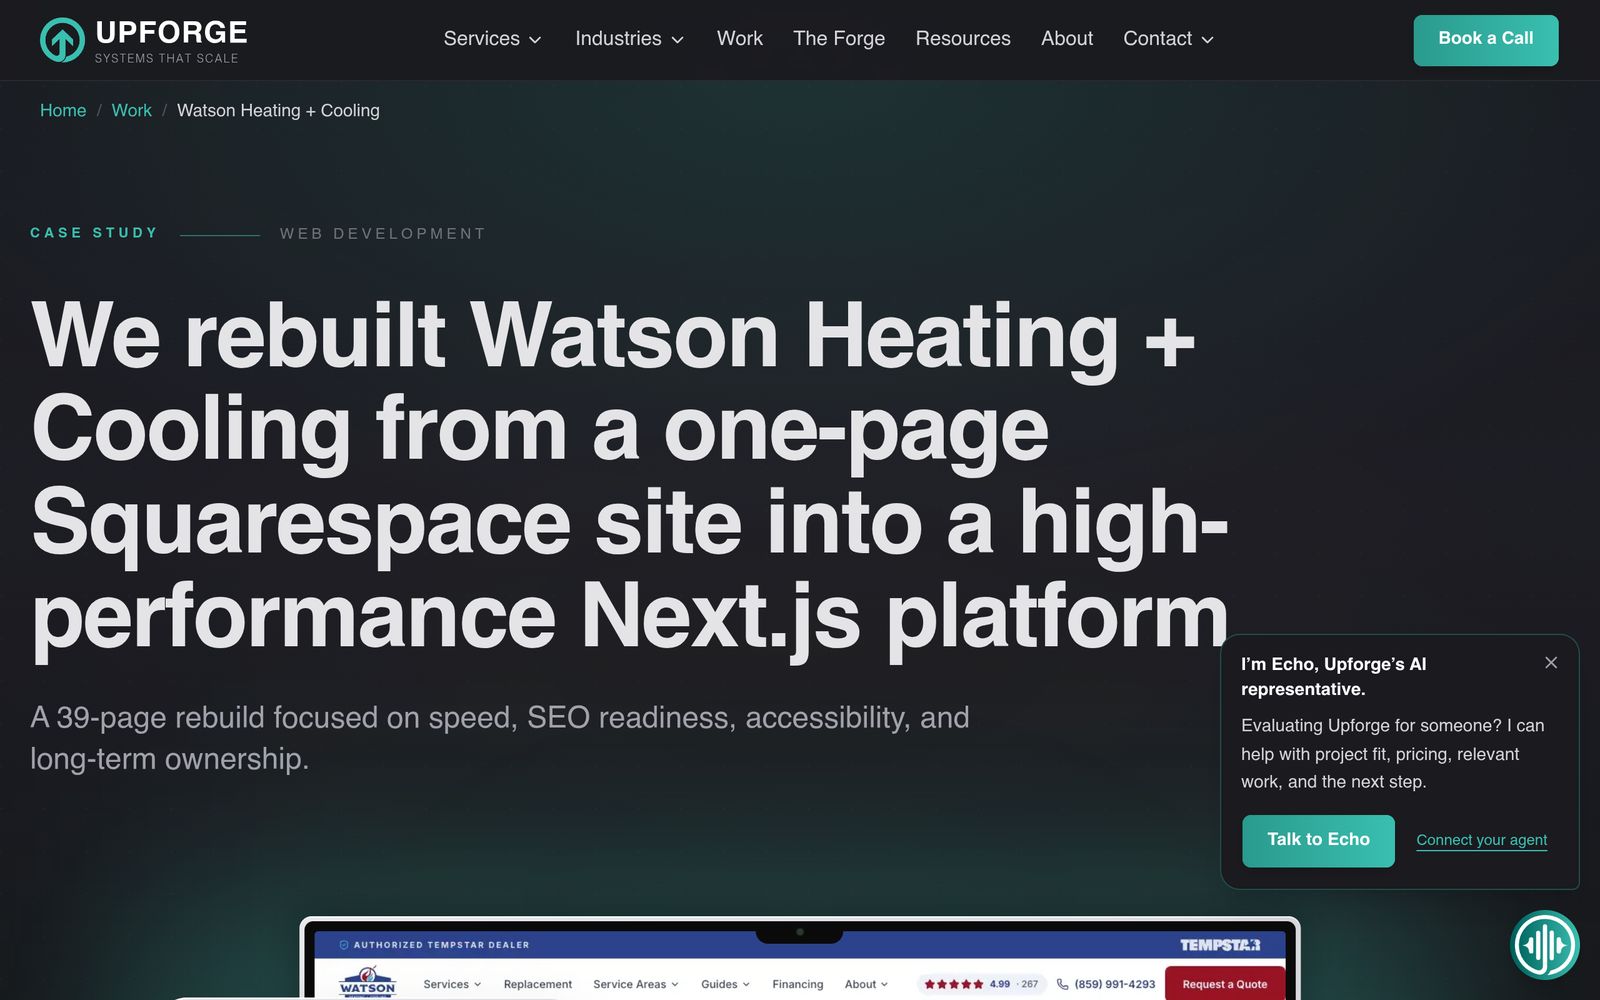 UPFORGE
SYSTEMS THAT SCALE
Services
Industries
Work
The Forge
Resources
About
Contact
Book a Call
Home / Work / Watson Heating + Cooling
CASE STUDY
WEB DEVELOPMENT
We rebuilt Watson Heating +
Cooling from a one-page
Squarespace site into a high-
performance Next.js platform
A 39-page rebuild focused on speed, SEO readiness, accessibility, and
long-term ownership.
I'm Echo, Upforge's AI
representative.
Evaluating Upforge for someone? I can
help with project fit, pricing, relevant
work, and the next step.
Talk to Echo
Connect your agent
AUTHORIZED TEMPSTAR DEALER
TEMPSTAR
WATSON
Services
Replacement
Service Areas
Guides
Financing
About
4.99 · 267
(859) 991-4293
Request a Quote